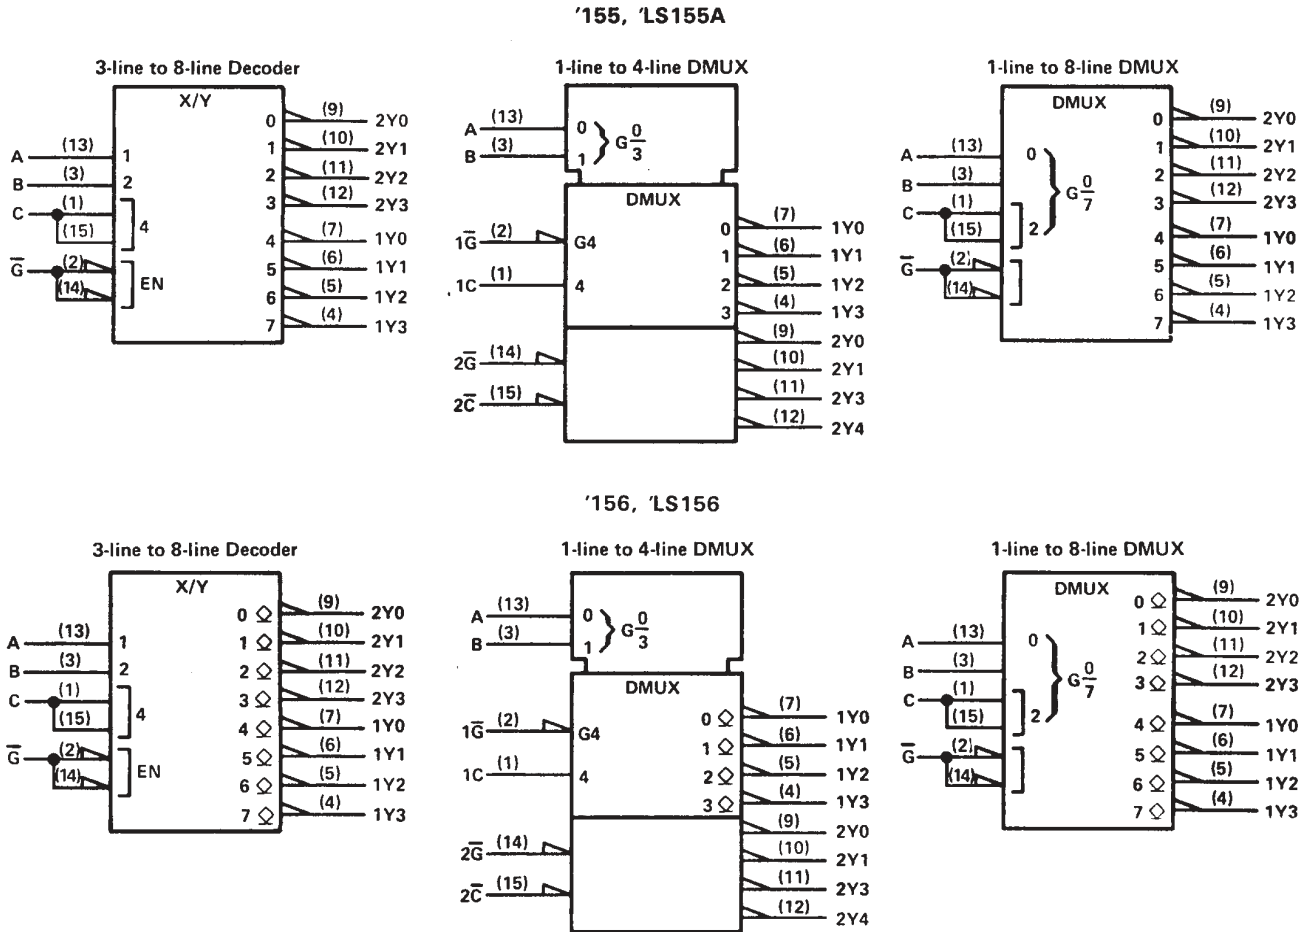 '155, 'LS155A
3-line to 8-line Decoder
X/Y
A (13) 1
B (3) 2
C (1)
(15) 4
G̅ (2)
(14) EN
0 (9) 2Y0
1 (10) 2Y1
2 (11) 2Y2
3 (12) 2Y3
4 (7) 1Y0
5 (6) 1Y1
6 (5) 1Y2
7 (4) 1Y3
1-line to 4-line DMUX
A (13) 0
B (3) 1
} G 0/3
DMUX
1G̅ (2) G4
1C (1) 4
0 (7) 1Y0
1 (6) 1Y1
2 (5) 1Y2
3 (4) 1Y3
2G̅ (14)
2C̅ (15)
(9) 2Y0
(10) 2Y1
(11) 2Y3
(12) 2Y4
1-line to 8-line DMUX
DMUX
A (13) 0
B (3)
C (1)
(15) 2
} G 0/7
G̅ (2)
(14)
0 (9) 2Y0
1 (10) 2Y1
2 (11) 2Y2
3 (12) 2Y3
4 (7) 1Y0
5 (6) 1Y1
6 (5) 1Y2
7 (4) 1Y3
'156, 'LS156
3-line to 8-line Decoder
X/Y
A (13) 1
B (3) 2
C (1)
(15) 4
G̅ (2)
(14) EN
0 (9) 2Y0
1 (10) 2Y1
2 (11) 2Y2
3 (12) 2Y3
4 (7) 1Y0
5 (6) 1Y1
6 (5) 1Y2
7 (4) 1Y3
1-line to 4-line DMUX
A (13) 0
B (3) 1
} G 0/3
DMUX
1G̅ (2) G4
1C (1) 4
0 (7) 1Y0
1 (6) 1Y1
2 (5) 1Y2
3 (4) 1Y3
2G̅ (14)
2C̅ (15)
(9) 2Y0
(10) 2Y1
(11) 2Y3
(12) 2Y4
1-line to 8-line DMUX
DMUX
A (13) 0
B (3)
C (1)
(15) 2
} G 0/7
G̅ (2)
(14)
0 (9) 2Y0
1 (10) 2Y1
2 (11) 2Y2
3 (12) 2Y3
4 (7) 1Y0
5 (6) 1Y1
6 (5) 1Y2
7 (4) 1Y3